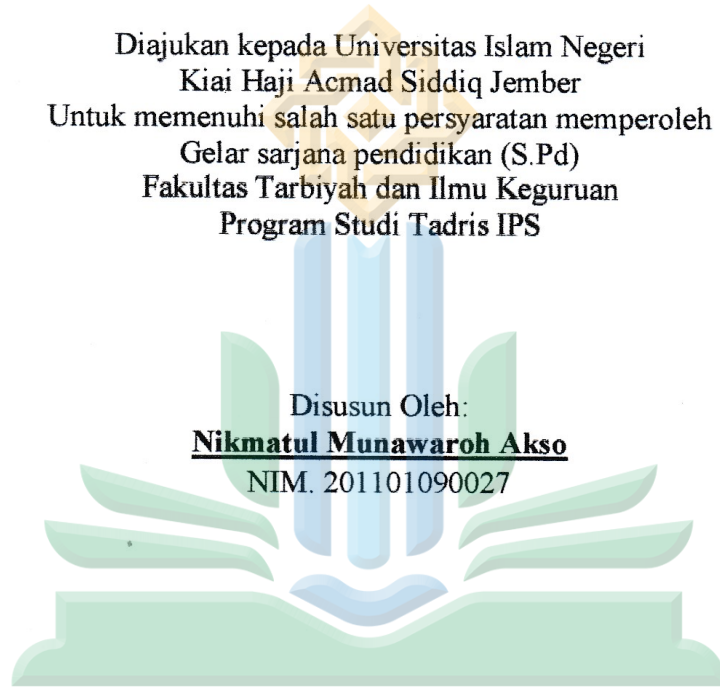 Diajukan kepada Universitas Islam Negeri
Kiai Haji Acmad Siddiq Jember
Untuk memenuhi salah satu persyaratan memperoleh
Gelar sarjana pendidikan (S.Pd)
Fakultas Tarbiyah dan Ilmu Keguruan
Program Studi Tadris IPS
Disusun Oleh:
Nikmatul Munawaroh Akso
NIM. 201101090027